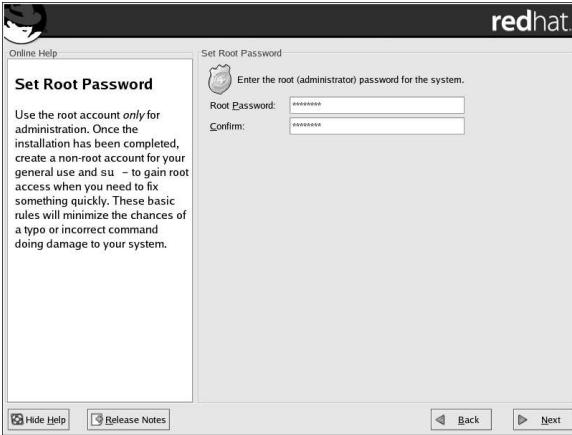 redhat.
Online Help
Set Root Password
Use the root account only for
administration. Once the
installation has been completed,
create a non-root account for your
general use and su – to gain root
access when you need to fix
something quickly. These basic
rules will minimize the chances of
a typo or incorrect command
doing damage to your system.
Set Root Password
Enter the root (administrator) password for the system.
Root Password: ********
Confirm: ********
Hide Help
Release Notes
Back
Next